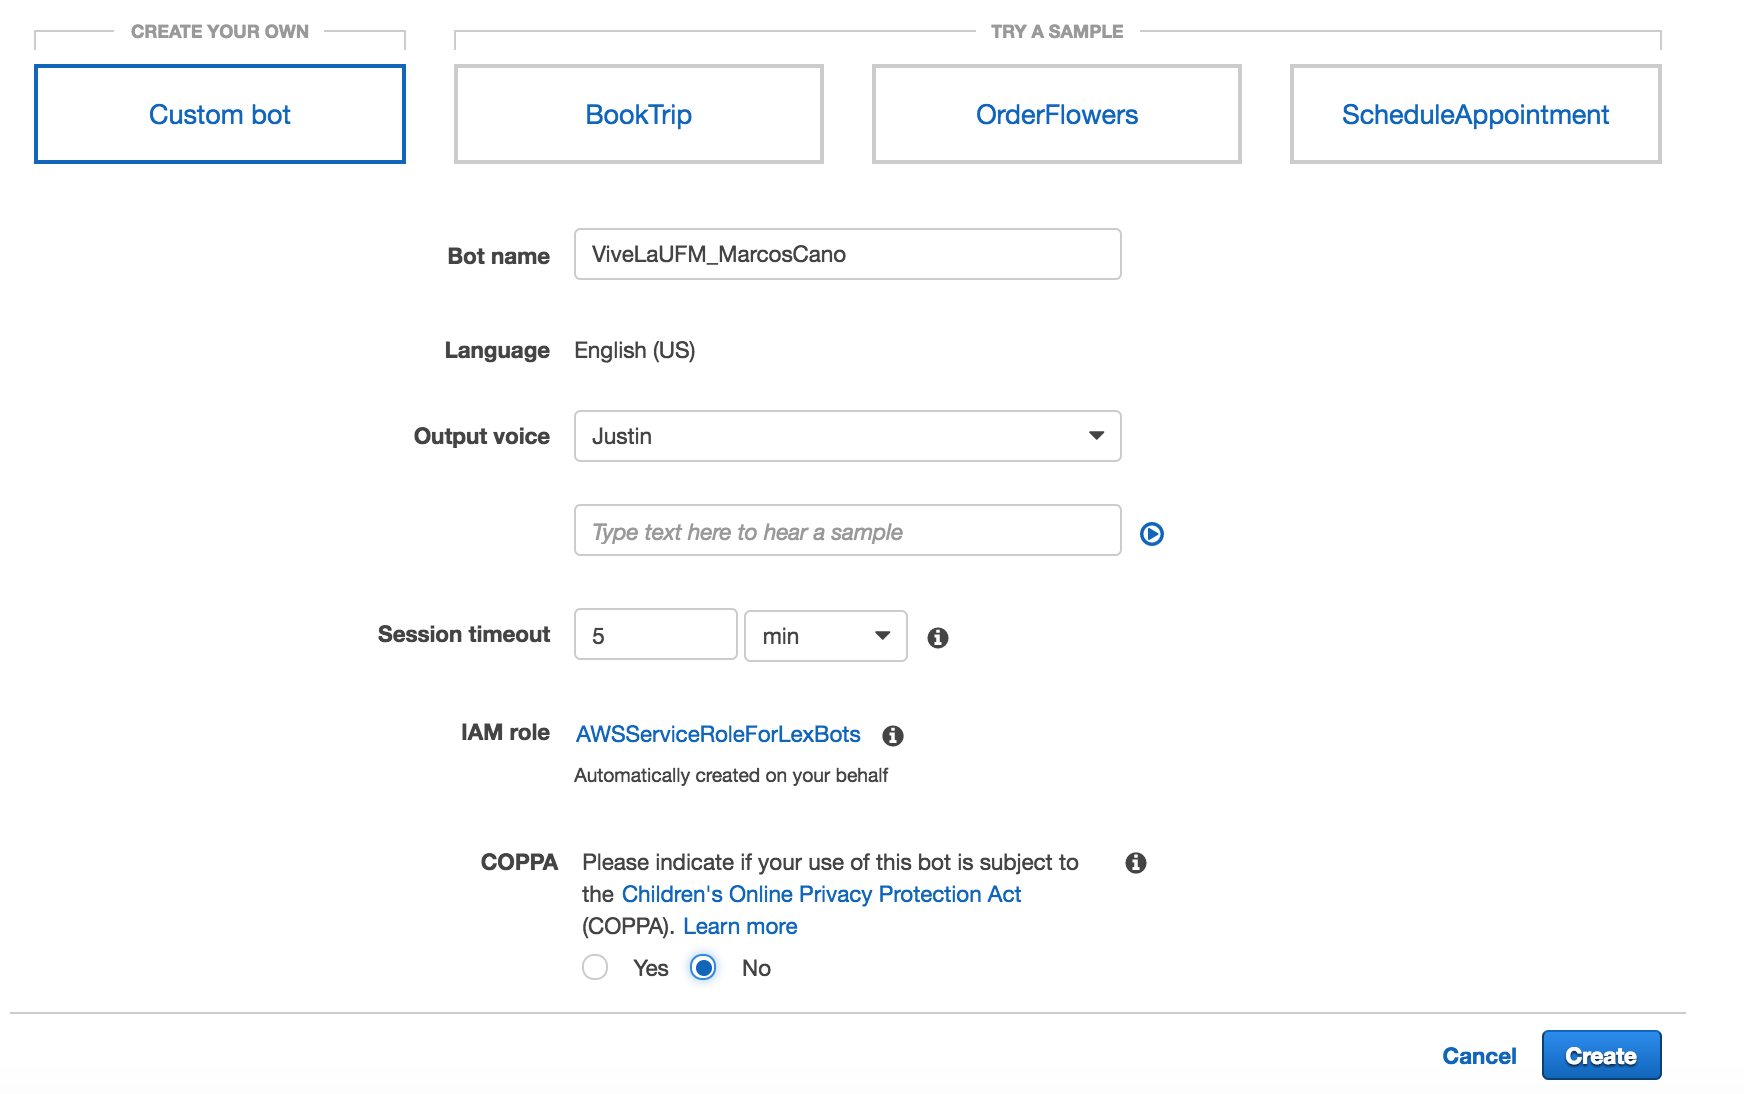 CREATE YOUR OWN
TRY A SAMPLE
Custom bot
BookTrip
OrderFlowers
ScheduleAppointment
Bot name
ViveLaUFM_MarcosCano
Language
English (US)
Output voice
Justin
Type text here to hear a sample
Session timeout
5
min
IAM role
AWSServiceRoleForLexBots
Automatically created on your behalf
COPPA
Please indicate if your use of this bot is subject to
the Children's Online Privacy Protection Act
(COPPA). Learn more
Yes
No
Cancel
Create